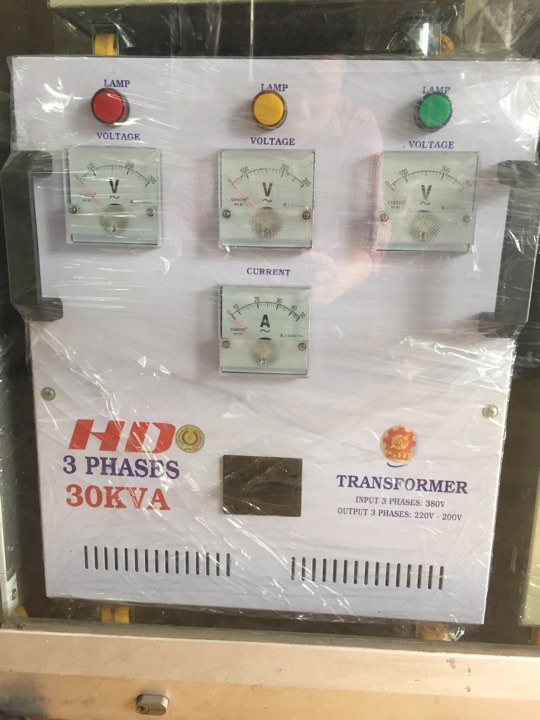 LAMP
LAMP
LAMP
VOLTAGE
VOLTAGE
VOLTAGE
V
V
V
CURRENT
A
HD
3 PHASES
30KVA
TRANSFORMER
INPUT 3 PHASES: 380V
OUTPUT 3 PHASES: 220V - 200V